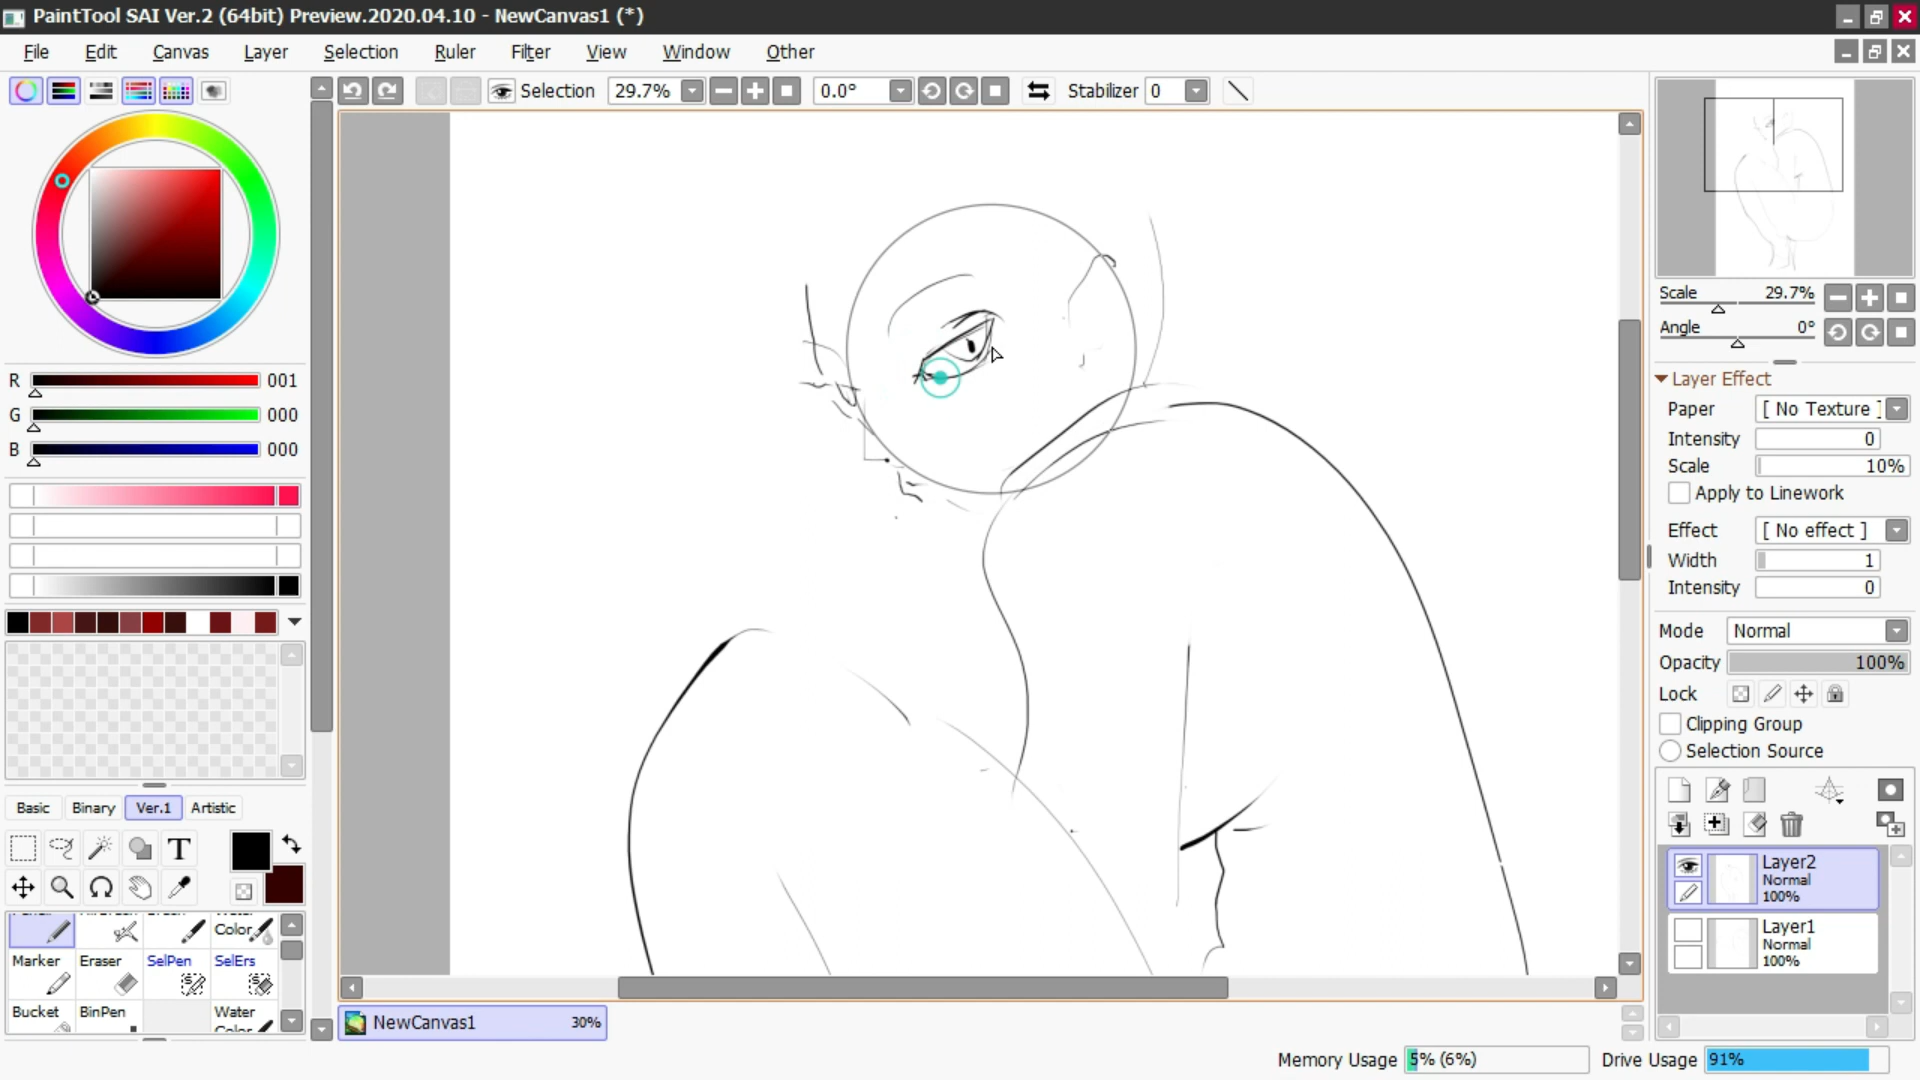 PaintTool SAI Ver.2 (64bit) Preview.2020.04.10 - NewCanvas1 (*)
File Edit Canvas Layer Selection Ruler Filter View Window Other
Selection 29.7% 0.0° Stabilizer 0
R 001
G 000
B 000
Basic Binary Ver.1 Artistic
T
Color
Marker Eraser SelPen SelErs
Bucket BinPen Water
Color
NewCanvas1 30%
Scale 29.7%
Angle 0°
Layer Effect
Paper [ No Texture ]
Intensity 0
Scale 10%
Apply to Linework
Effect [ No effect ]
Width 1
Intensity 0
Mode Normal
Opacity 100%
Lock
Clipping Group
Selection Source
Layer2
Normal
100%
Layer1
Normal
100%
Memory Usage 5% (6%) Drive Usage 91%